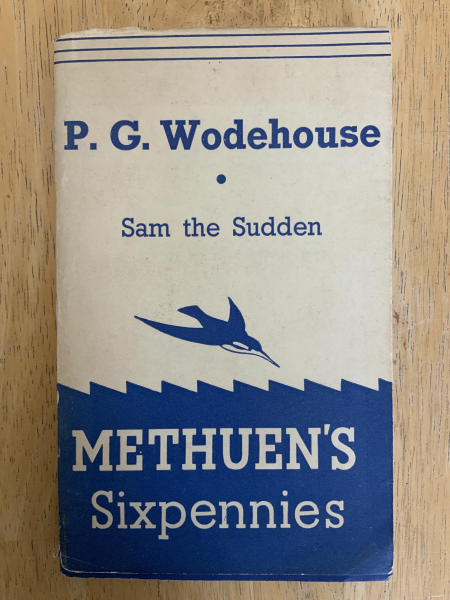 P. G. Wodehouse
•
Sam the Sudden
METHUEN'S
Sixpennies